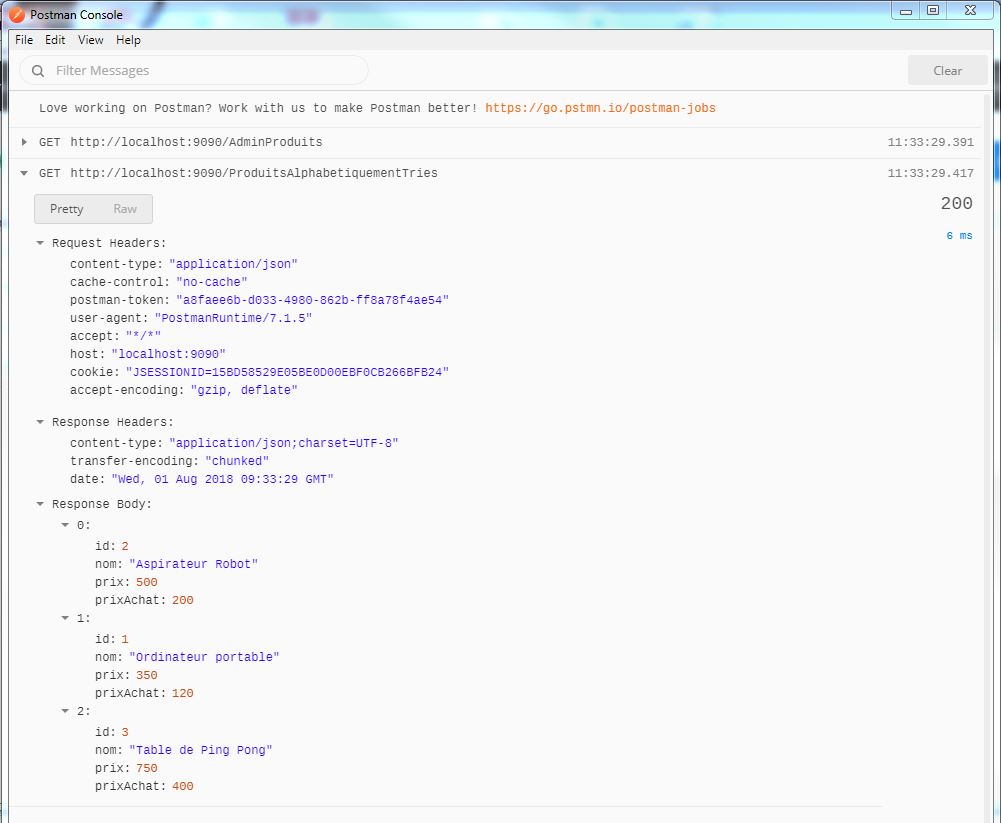 Postman Console
File Edit View Help
Filter Messages
Clear
Love working on Postman? Work with us to make Postman better! https://go.pstmn.io/postman-jobs
GET http://localhost:9090/AdminProduits 11:33:29.391
GET http://localhost:9090/ProduitsAlphabetiquementTries 11:33:29.417
Pretty Raw
200
6 ms
Request Headers:
content-type: "application/json"
cache-control: "no-cache"
postman-token: "a8faee6b-d033-4980-862b-ff8a78f4ae54"
user-agent: "PostmanRuntime/7.1.5"
accept: "*/*"
host: "localhost:9090"
cookie: "JSESSIONID=15BD58529E05BE0D00EBF0CB266BFB24"
accept-encoding: "gzip, deflate"
Response Headers:
content-type: "application/json;charset=UTF-8"
transfer-encoding: "chunked"
date: "Wed, 01 Aug 2018 09:33:29 GMT"
Response Body:
0:
id: 2
nom: "Aspirateur Robot"
prix: 500
prixAchat: 200
1:
id: 1
nom: "Ordinateur portable"
prix: 350
prixAchat: 120
2:
id: 3
nom: "Table de Ping Pong"
prix: 750
prixAchat: 400